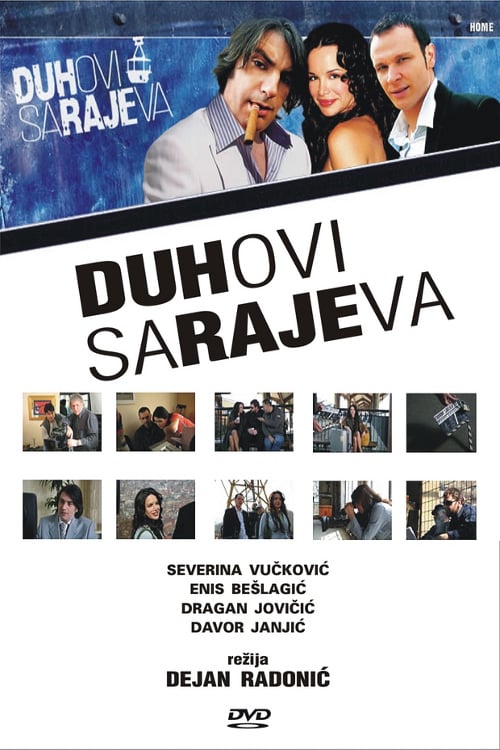 HOME
DUHOVI
SARAJEVA
DUHOVI
SARAJEVA
SEVERINA VUČKOVIĆ
ENIS BEŠLAGIĆ
DRAGAN JOVIČIĆ
DAVOR JANJIĆ
režija
DEJAN RADONIĆ
DVD